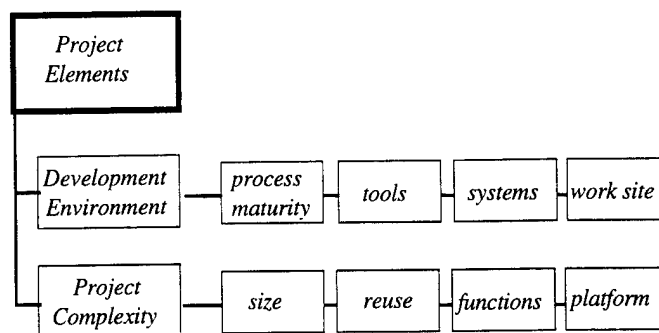 Project
Elements
Development
Environment
process
maturity
tools
systems
work site
Project
Complexity
size
reuse
functions
platform